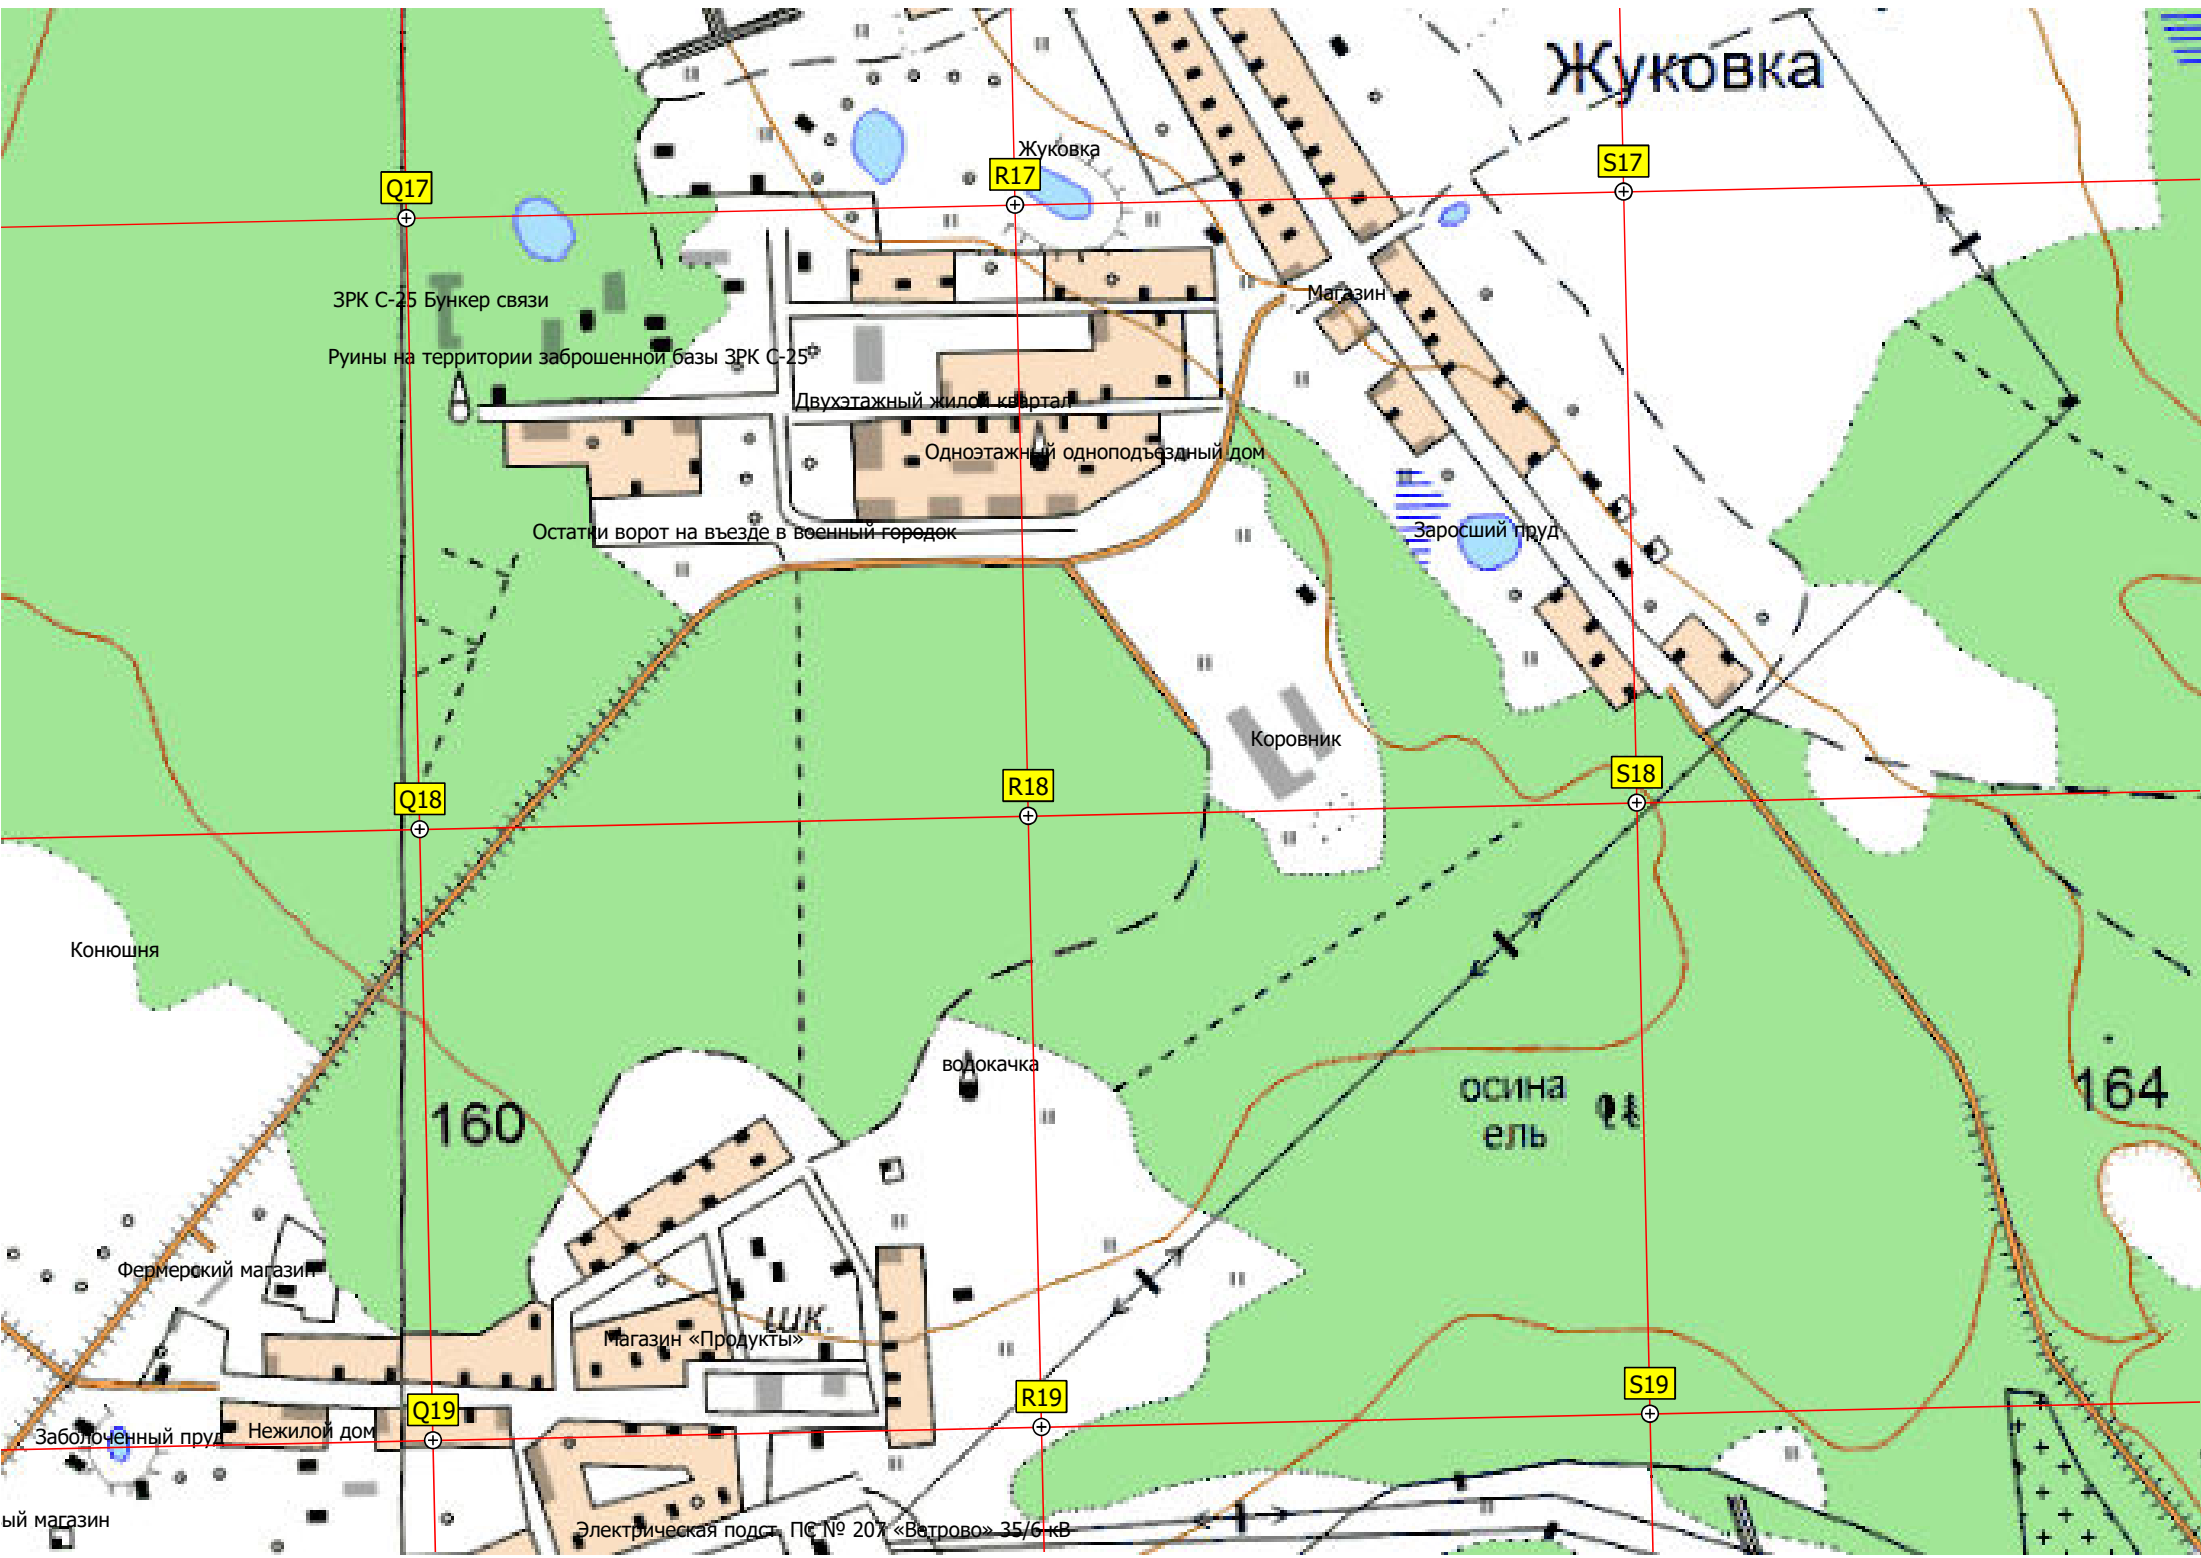 Жуковка
Жуковка
S17
R17
Q17
ЗРК С-25 Бункер связи
Магазин
Руины на территории заброшенной базы ЗРК С-25
Двухэтажный жилой квартал
Одноэтажный одноподъездный дом
Остатки ворот на въезде в военный городок
Заросший пруд
Коровник
S18
R18
Q18
Конюшня
водокачка
осина
ель
164
160
Фермерский магазин
шк.
Магазин «Продукты»
S19
R19
Q19
Заболоченный пруд
Нежилой дом
ый магазин
Электрическая подст. ПС № 207 «Ветрово» 35/6 кВ